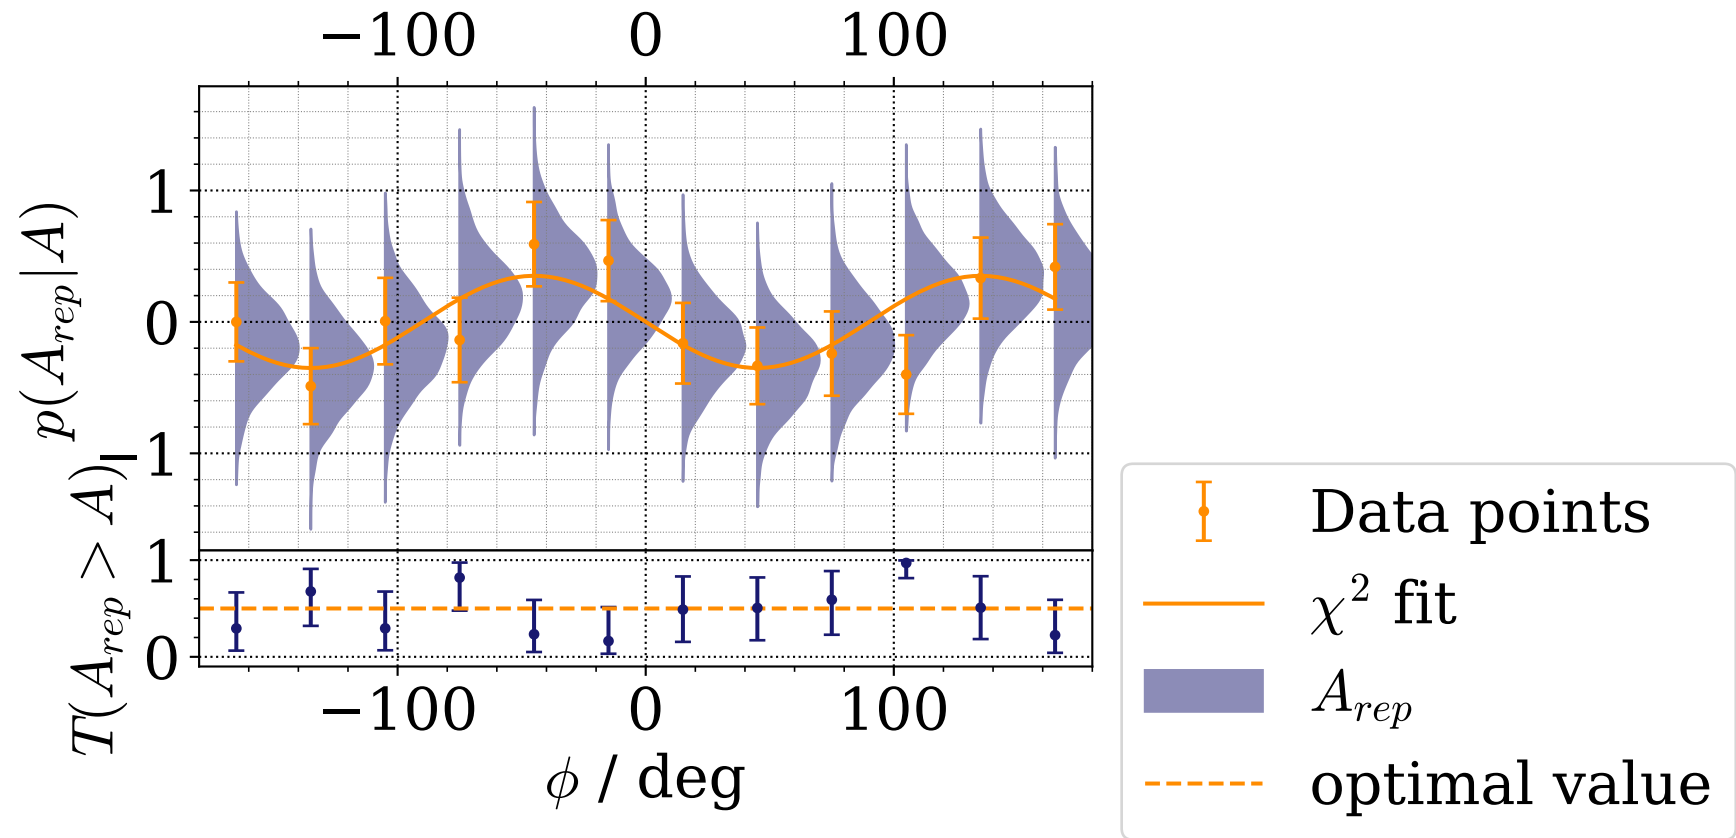 −100 0 100
p(A_rep|A)
1
0
−1
T(A_rep > A)
1
0
−100 0 100
ϕ / deg
Data points
χ² fit
A_rep
optimal value